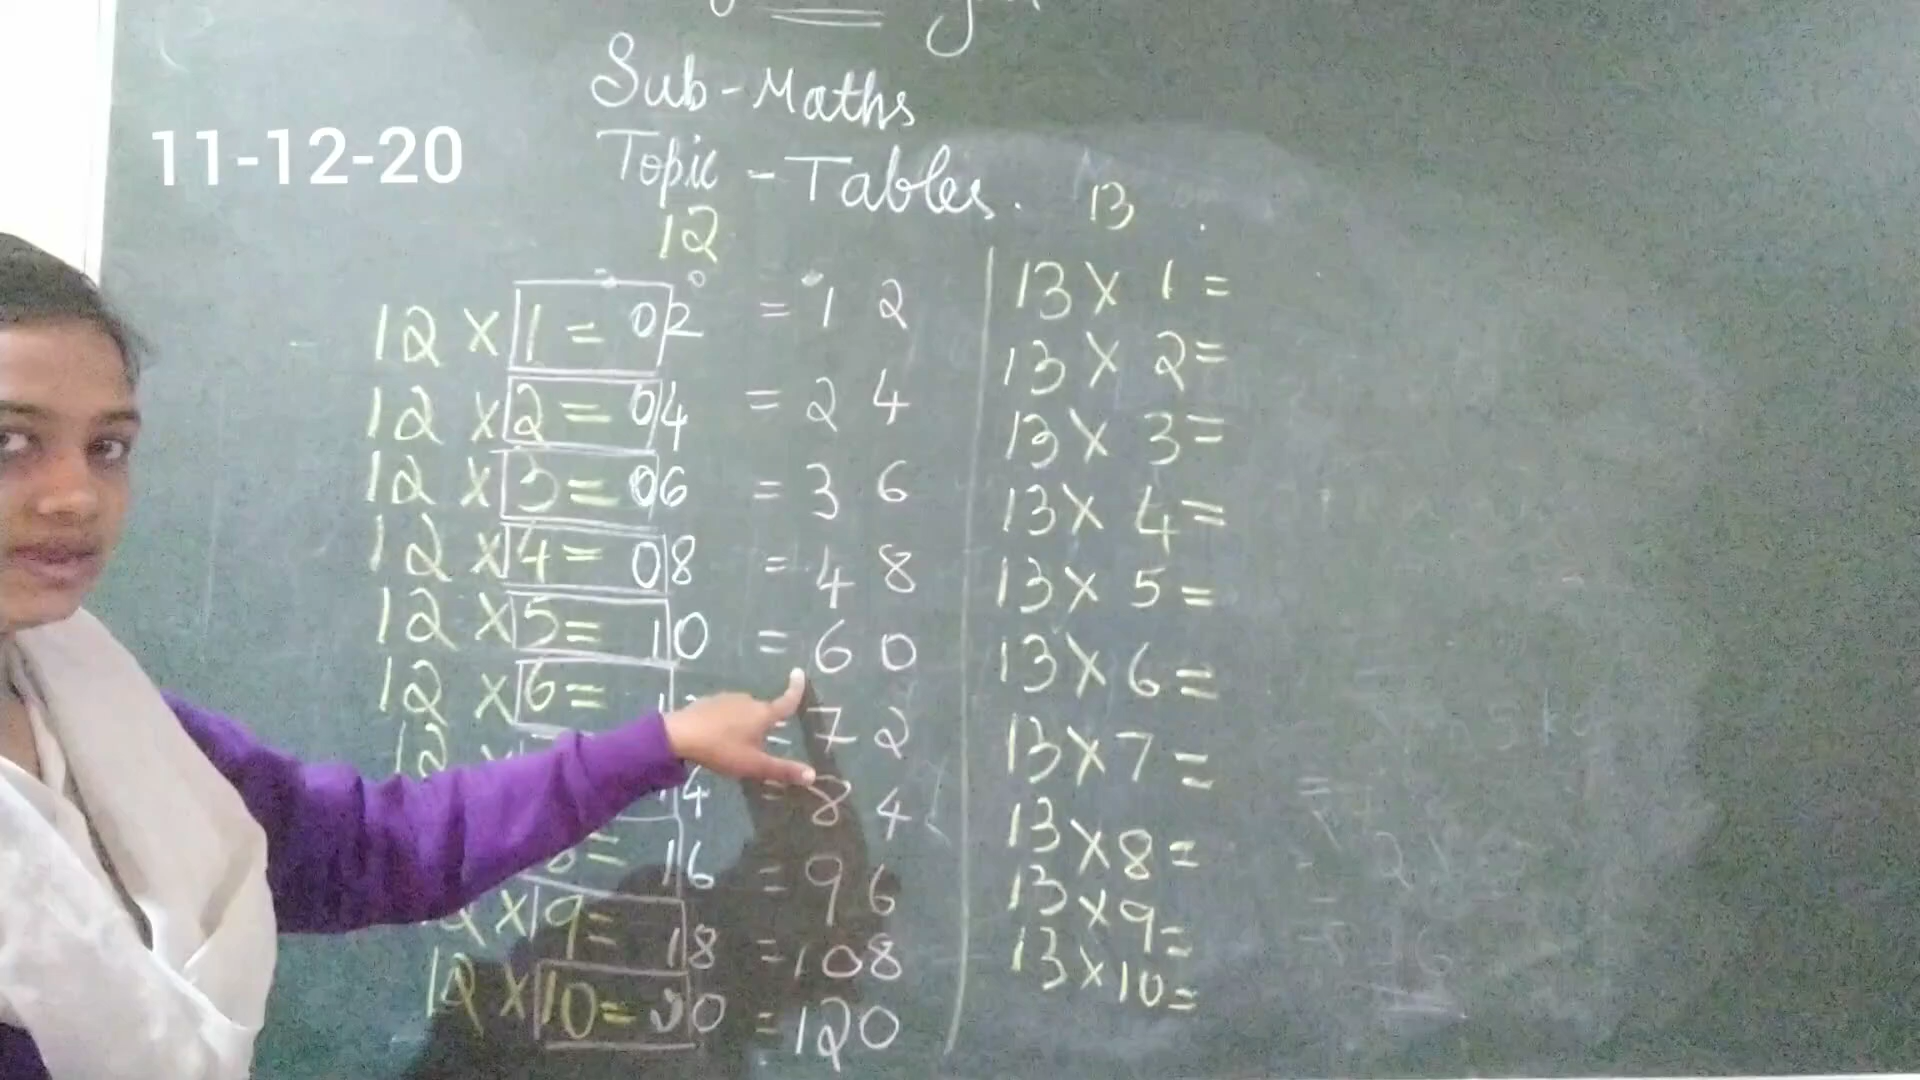 11-12-20
Sub-Maths
Topic - Tables.
12
12 × 1 = 02 = 12
12 × 2 = 04 = 24
12 × 3 = 06 = 36
12 × 4 = 08 = 48
12 × 5 = 10 = 60
12 × 6 = = 72
12 14 = 84
8 = 16 = 96
× 9 = 18 = 108
12 × 10 = 20 = 120
13
13 × 1 =
13 × 2 =
13 × 3 =
13 × 4 =
13 × 5 =
13 × 6 =
13 × 7 =
13 × 8 =
13 × 9 =
13 × 10 =